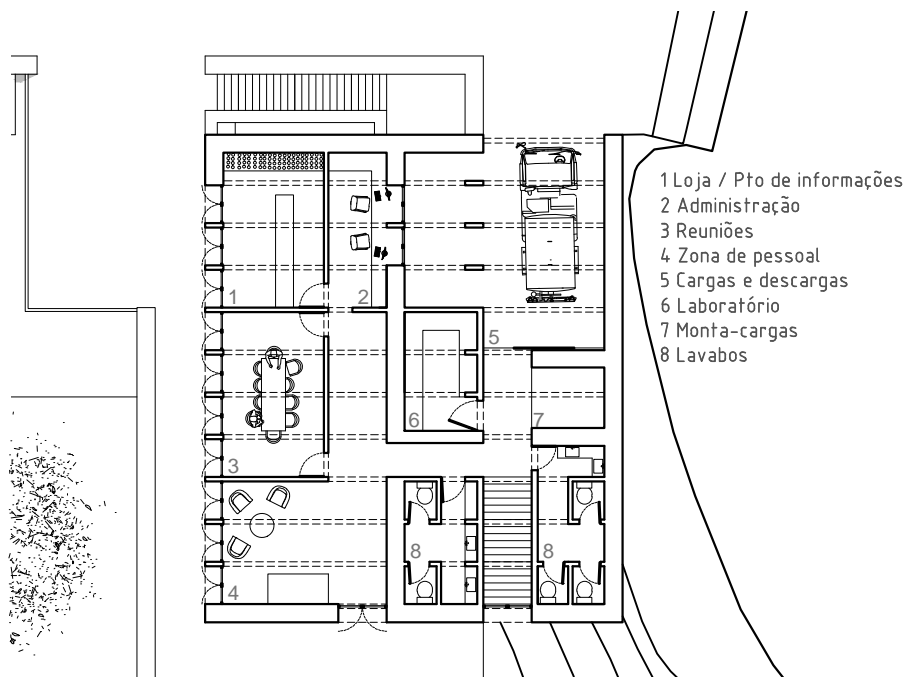 1 Loja / Pto de informações
2 Administração
3 Reuniões
4 Zona de pessoal
5 Cargas e descargas
6 Laboratório
7 Monta-cargas
8 Lavabos
1
2
5
6
7
3
8
8
4